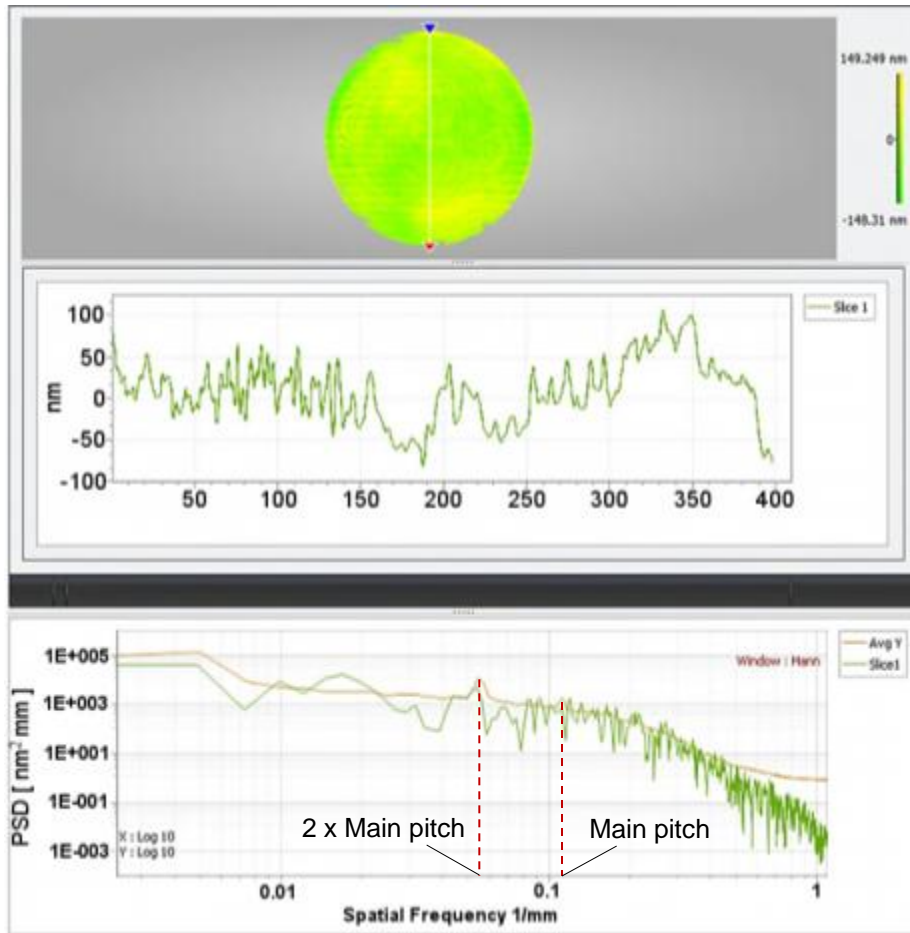 149.249 nm
0
-148.31 nm
100
50
0
-50
-100
nm
Slice 1
50 100 150 200 250 300 350 400
1E+005
1E+003
1E+001
1E-001
1E-003
PSD [ nm² mm ]
Window : Hann
Avg Y
Slice1
X : Log 10
Y : Log 10
2 x Main pitch
Main pitch
0.01 0.1 1
Spatial Frequency 1/mm